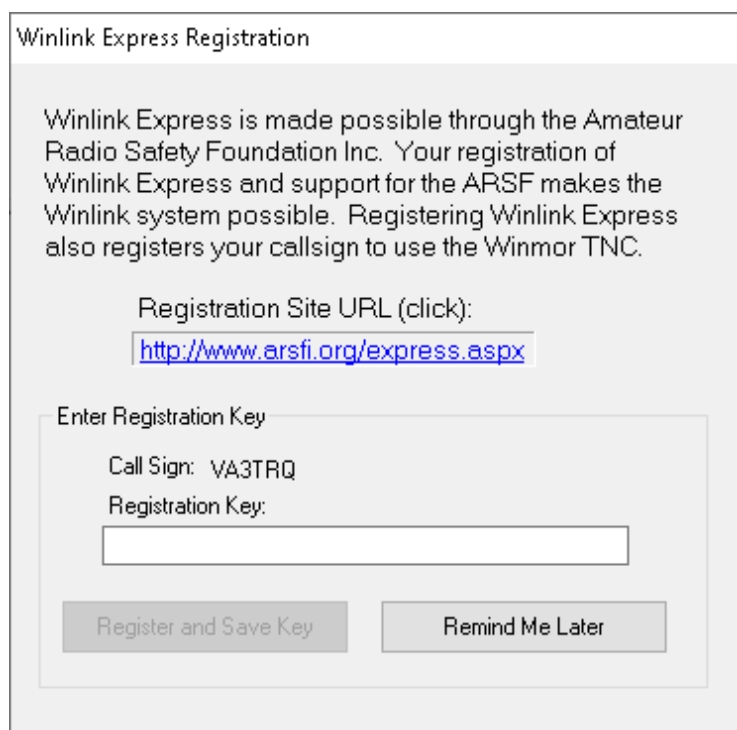 Winlink Express Registration
Winlink Express is made possible through the Amateur
Radio Safety Foundation Inc.  Your registration of
Winlink Express and support for the ARSF makes the
Winlink system possible.  Registering Winlink Express
also registers your callsign to use the Winmor TNC.
Registration Site URL (click):
http://www.arsfi.org/express.aspx
Enter Registration Key
Call Sign: VA3TRQ
Registration Key:
Register and Save Key Remind Me Later